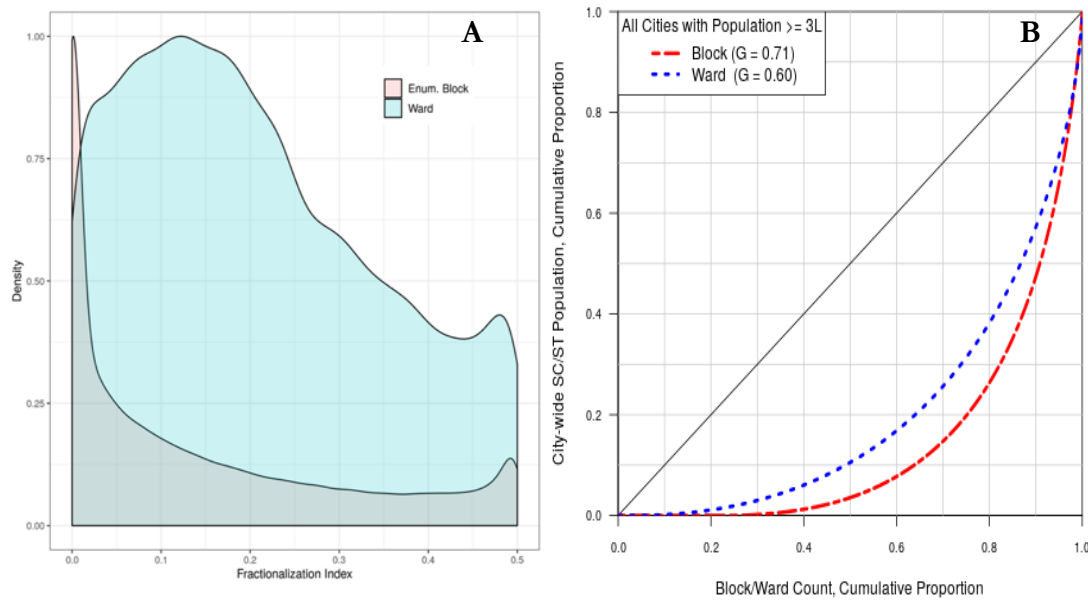 A
Enum. Block
Ward
Density
1.00
0.75
0.50
0.25
0.00
0.0 0.1 0.2 0.3 0.4 0.5
Fractionalization Index
B
All Cities with Population >= 3L
Block (G = 0.71)
Ward (G = 0.60)
City-wide SC/ST Population, Cumulative Proportion
1.0
0.8
0.6
0.4
0.2
0.0
0.0 0.2 0.4 0.6 0.8 1.0
Block/Ward Count, Cumulative Proportion